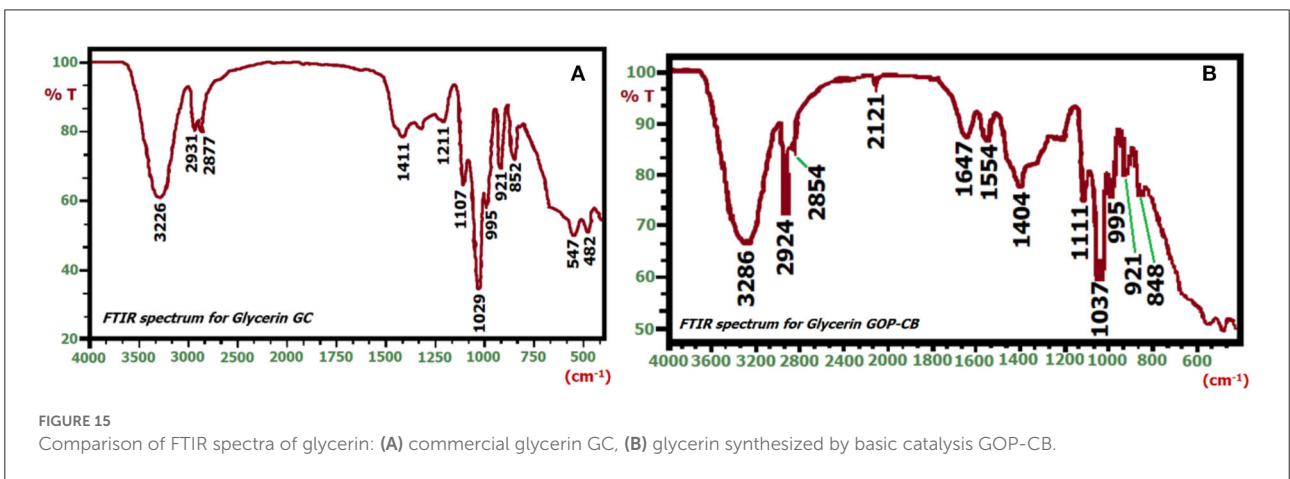 A
100
% T
80
60
40
20
2931
2877
3226
1411
1211
1107
1029
995
921
852
547
482
FTIR spectrum for Glycerin GC
4000 3500 3000 2500 2000 1500 1250 1000 750 500
(cm-1)
B
100
% T
90
80
70
60
50
3286
2924
2854
2121
1647
1554
1404
1111
1037
995
921
848
FTIR spectrum for Glycerin GOP-CB
4000 3600 3200 2800 2400 2000 1800 1600 1400 1200 1000 800 600
(cm-1)
FIGURE 15
Comparison of FTIR spectra of glycerin: (A) commercial glycerin GC, (B) glycerin synthesized by basic catalysis GOP-CB.